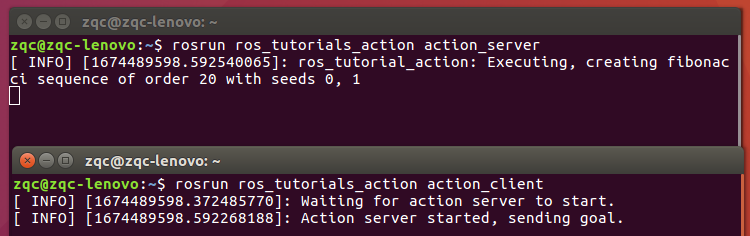 zqc@zqc-lenovo: ~
zqc@zqc-lenovo:~$ rosrun ros_tutorials_action action_server
[ INFO] [1674489598.592540065]: ros_tutorial_action: Executing, creating fibonac
ci sequence of order 20 with seeds 0, 1
zqc@zqc-lenovo: ~
zqc@zqc-lenovo:~$ rosrun ros_tutorials_action action_client
[ INFO] [1674489598.372485770]: Waiting for action server to start.
[ INFO] [1674489598.592268188]: Action server started, sending goal.